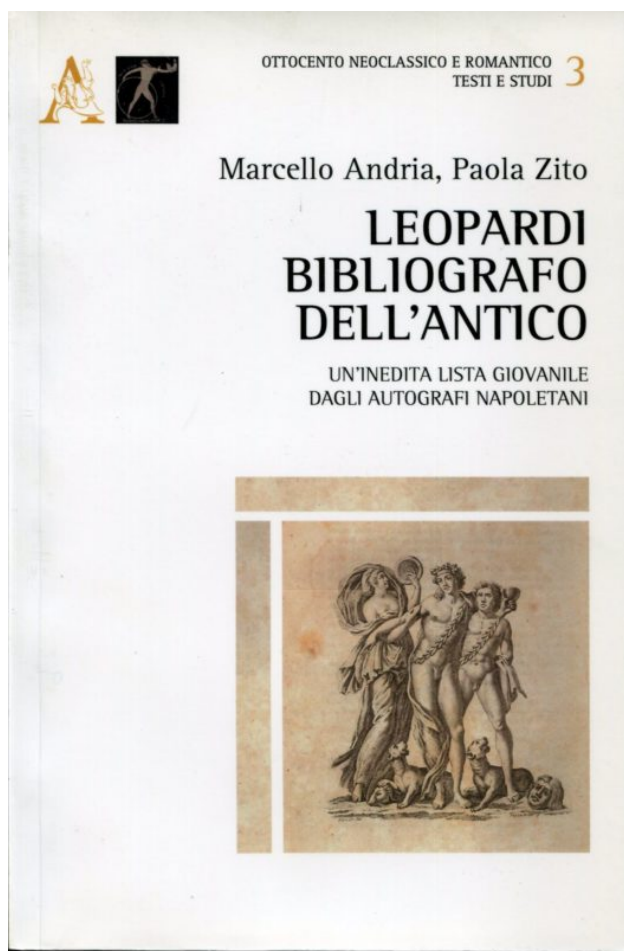 OTTOCENTO NEOCLASSICO E ROMANTICO
TESTI E STUDI 3
Marcello Andria, Paola Zito
LEOPARDI
BIBLIOGRAFO
DELL'ANTICO
UN'INEDITA LISTA GIOVANILE
DAGLI AUTOGRAFI NAPOLETANI